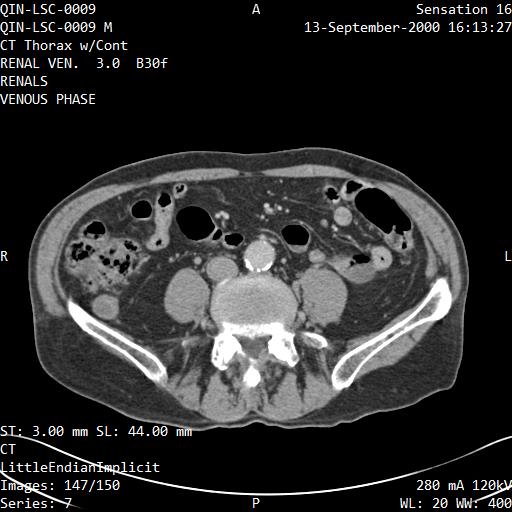 QIN-LSC-0009
A
Sensation 16
QIN-LSC-0009 M
13-September-2000 16:13:27
CT Thorax w/Cont
RENAL VEN.  3.0  B30f
RENALS
VENOUS PHASE
R
L
ST: 3.00 mm SL: 44.00 mm
CT
LittleEndianImplicit
Images: 147/150
280 mA 120kV
Series: 7
P
WL: 20 WW: 400